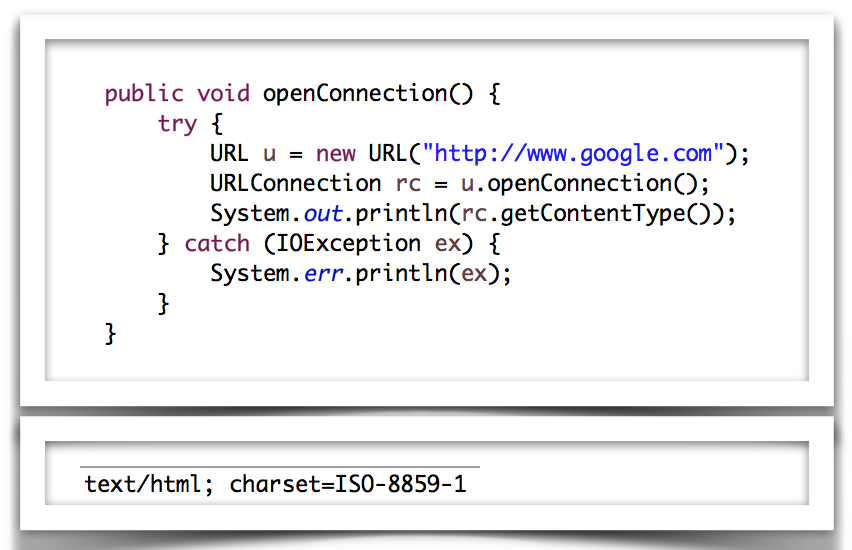 public void openConnection() {
    try {
        URL u = new URL("http://www.google.com");
        URLConnection rc = u.openConnection();
        System.out.println(rc.getContentType());
    } catch (IOException ex) {
        System.err.println(ex);
    }
}
text/html; charset=ISO-8859-1